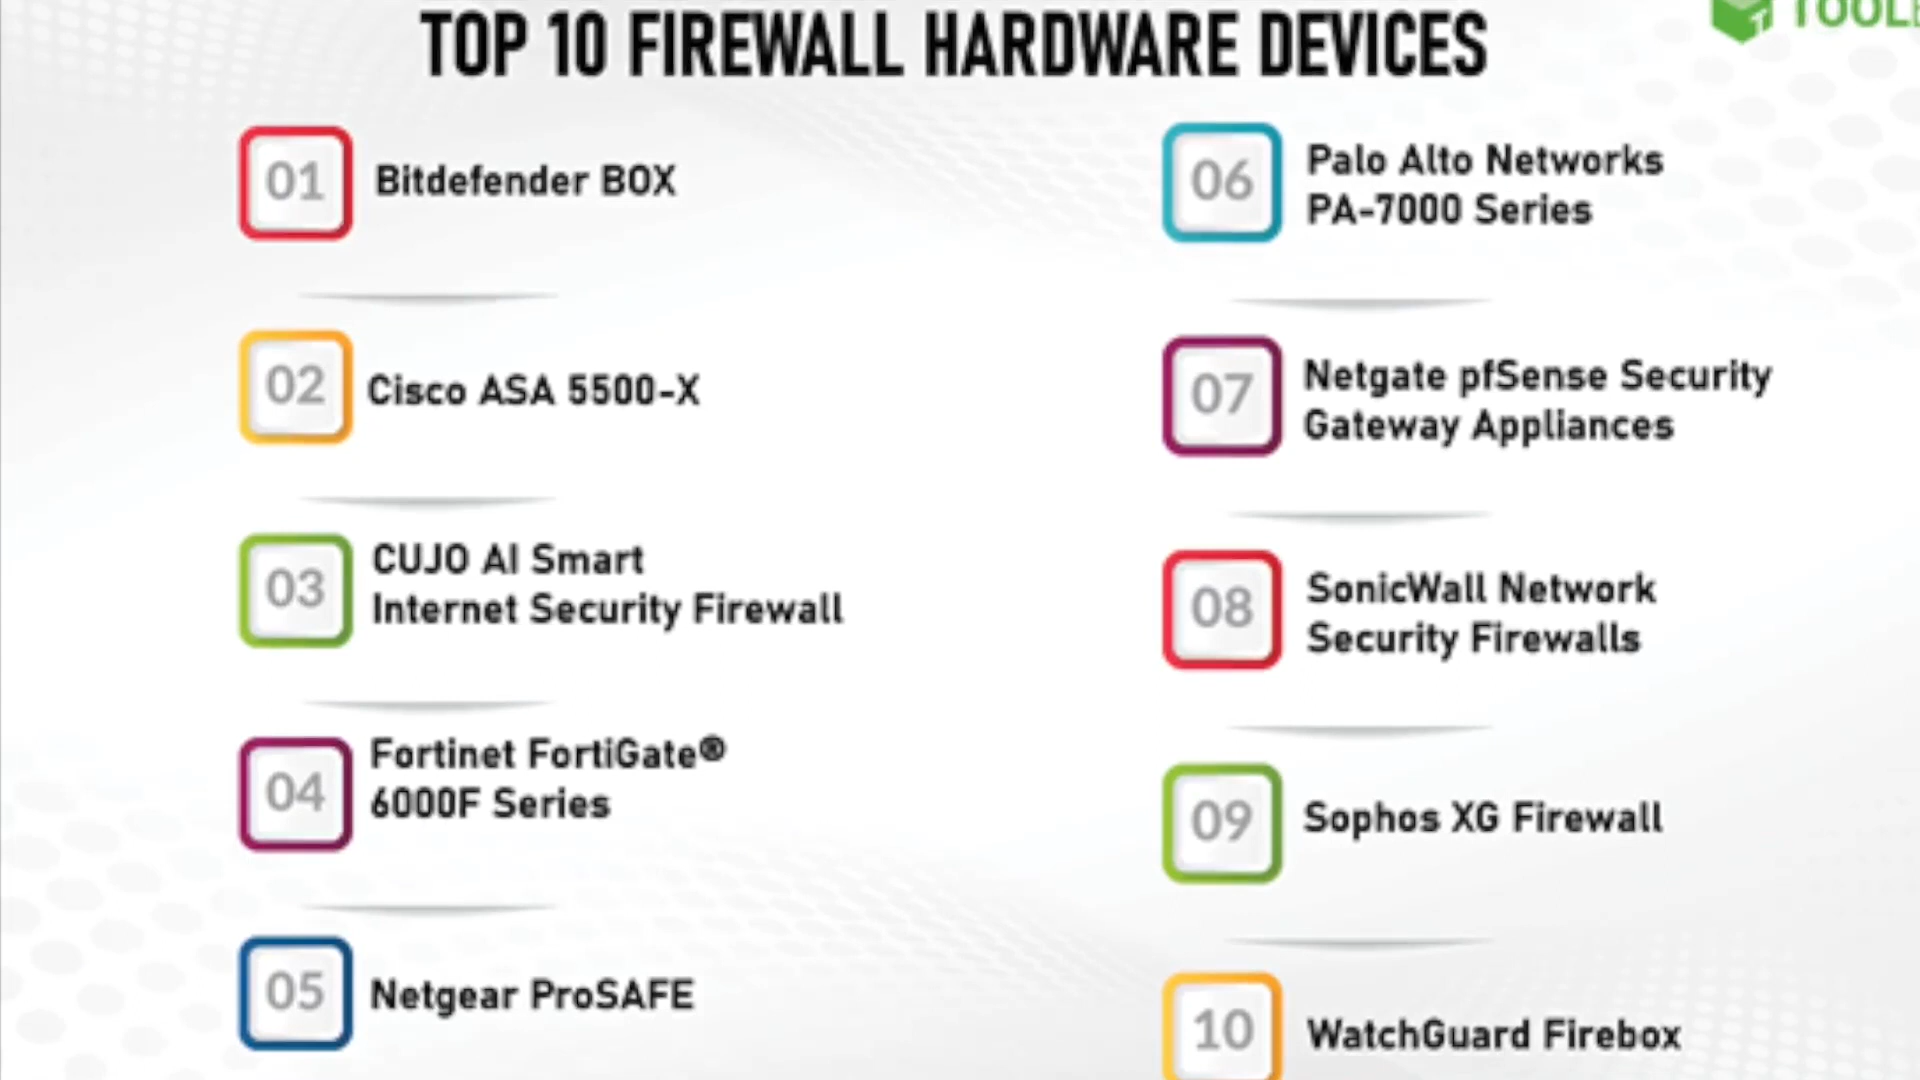 TOP 10 FIREWALL HARDWARE DEVICES
01
Bitdefender BOX
02
Cisco ASA 5500-X
03
CUJO AI Smart
Internet Security Firewall
04
Fortinet FortiGate®
6000F Series
05
Netgear ProSAFE
06
Palo Alto Networks
PA-7000 Series
07
Netgate pfSense Security
Gateway Appliances
08
SonicWall Network
Security Firewalls
09
Sophos XG Firewall
10
WatchGuard Firebox